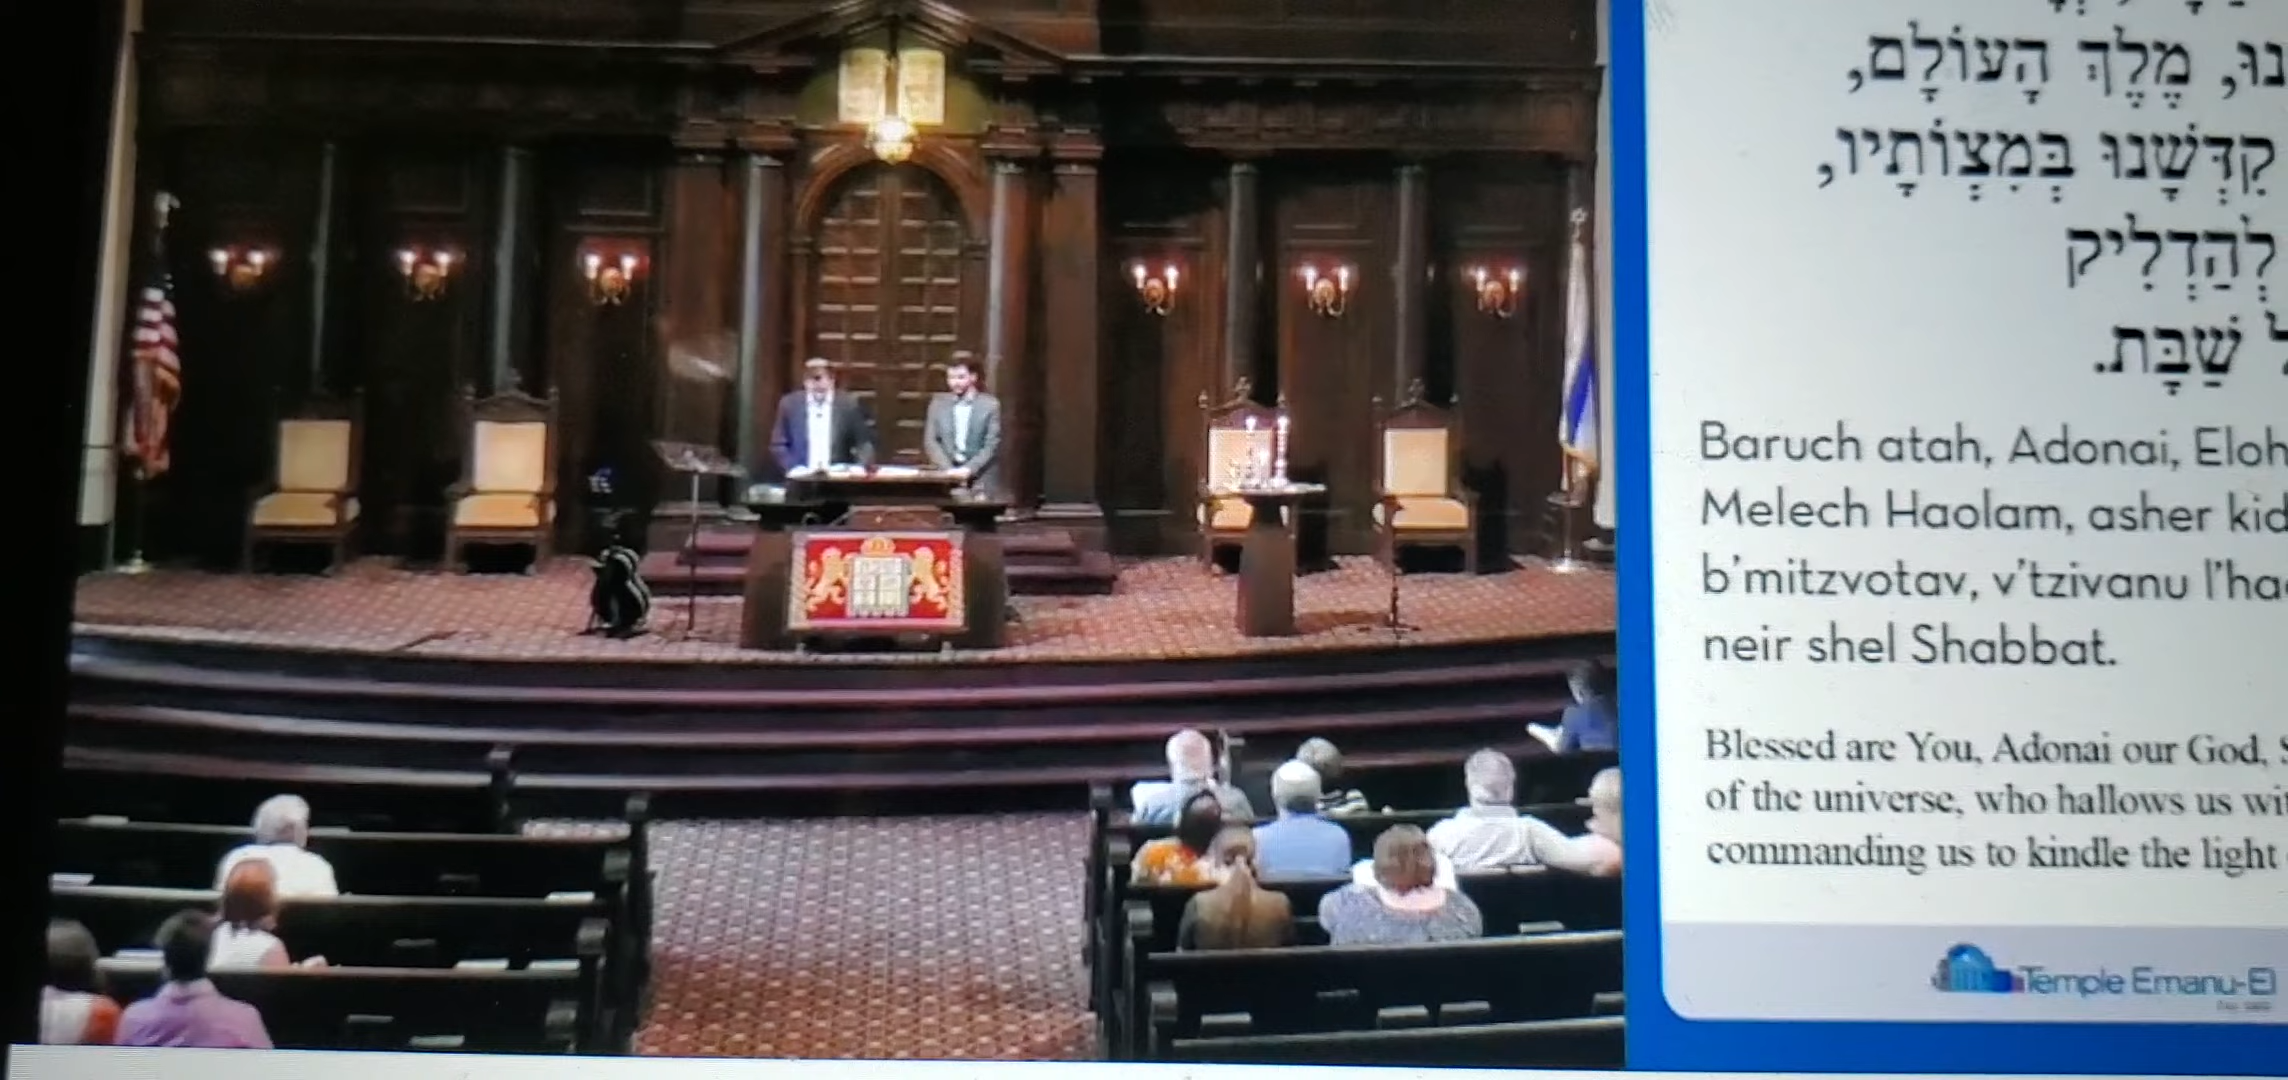 נוּ, מֶלֶךְ הָעוֹלָם,
קִדְּשָׁנוּ בְּמִצְוֹתָיו,
לְהַדְלִיק
שַׁבָּת.
Baruch atah, Adonai, Eloh
Melech Haolam, asher kid
b'mitzvotav, v'tzivanu l'ha
neir shel Shabbat.
Blessed are You, Adonai our God, S
of the universe, who hallows us wi
commanding us to kindle the light
Temple Emanu-El